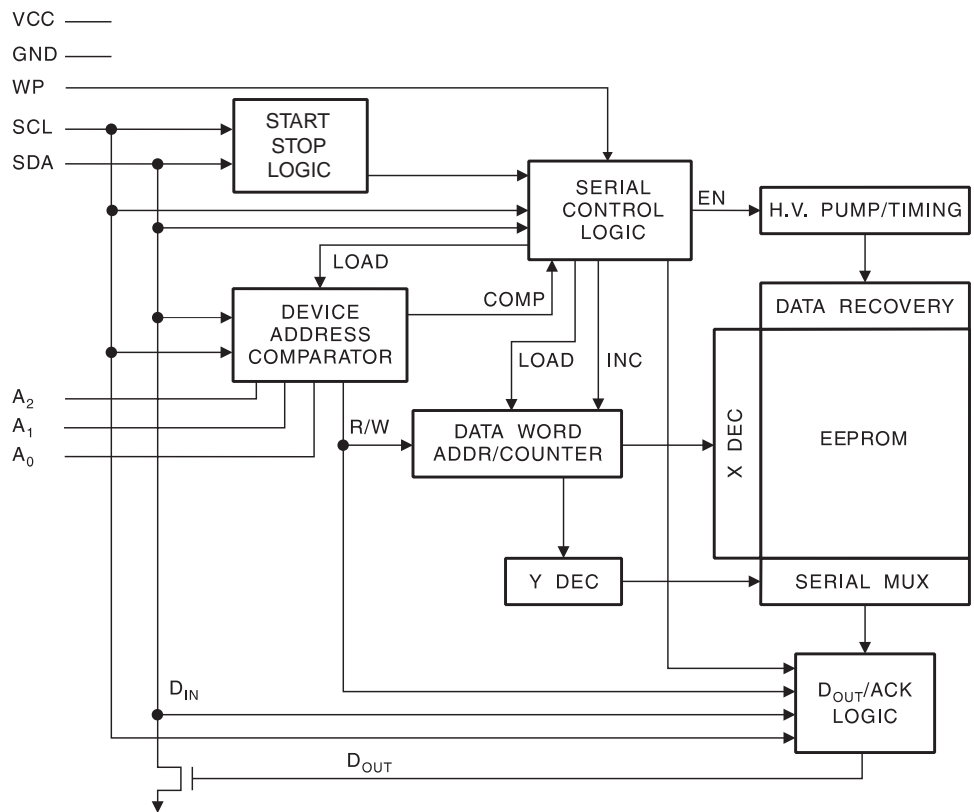 VCC
GND
WP
SCL
SDA
START
STOP
LOGIC
SERIAL
CONTROL
LOGIC
EN
H.V. PUMP/TIMING
LOAD
COMP
DATA RECOVERY
DEVICE
ADDRESS
COMPARATOR
LOAD
INC
A2
A1
A0
R/W
DATA WORD
ADDR/COUNTER
X DEC
EEPROM
Y DEC
SERIAL MUX
DIN
DOUT/ACK
LOGIC
DOUT